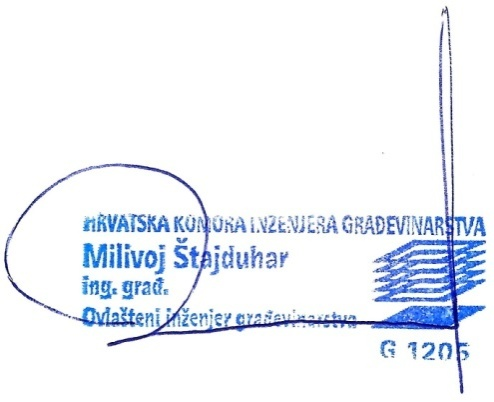 HRVATSKA KOMORA INŽENJERA GRAĐEVINARSTVA
Milivoj Štajduhar
ing. građ.
Ovlašteni inženjer građevinarstva
G 1205